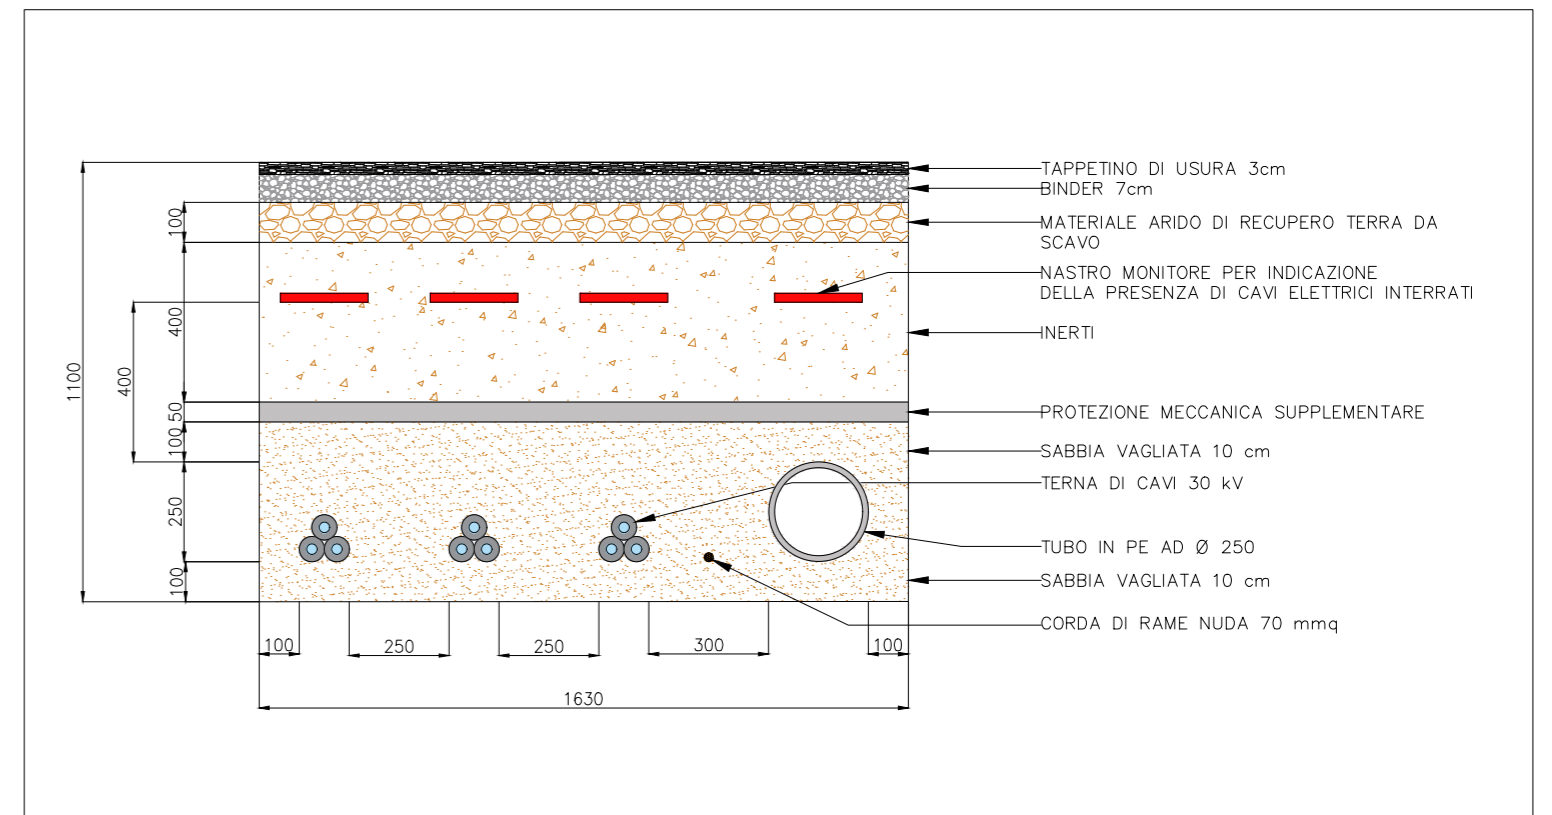 TAPPETINO DI USURA 3cm
BINDER 7cm
MATERIALE ARIDO DI RECUPERO TERRA DA
SCAVO
NASTRO MONITORE PER INDICAZIONE
DELLA PRESENZA DI CAVI ELETTRICI INTERRATI
INERTI
PROTEZIONE MECCANICA SUPPLEMENTARE
SABBIA VAGLIATA 10 cm
TERNA DI CAVI 30 kV
TUBO IN PE AD Ø 250
SABBIA VAGLIATA 10 cm
CORDA DI RAME NUDA 70 mmq
1100
400
100
400
50
100
250
100
100
250
250
300
100
1630